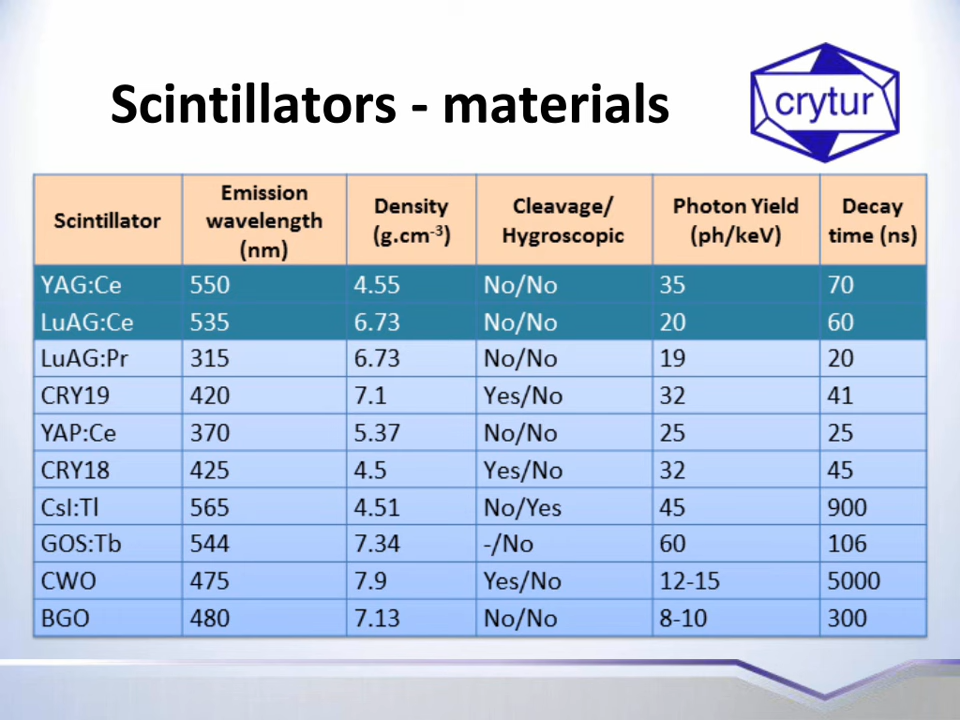 Scintillators - materials
crytur
Scintillator | Emission wavelength (nm) | Density (g.cm⁻³) | Cleavage/ Hygroscopic | Photon Yield (ph/keV) | Decay time (ns)
YAG:Ce | 550 | 4.55 | No/No | 35 | 70
LuAG:Ce | 535 | 6.73 | No/No | 20 | 60
LuAG:Pr | 315 | 6.73 | No/No | 19 | 20
CRY19 | 420 | 7.1 | Yes/No | 32 | 41
YAP:Ce | 370 | 5.37 | No/No | 25 | 25
CRY18 | 425 | 4.5 | Yes/No | 32 | 45
CsI:Tl | 565 | 4.51 | No/Yes | 45 | 900
GOS:Tb | 544 | 7.34 | -/No | 60 | 106
CWO | 475 | 7.9 | Yes/No | 12-15 | 5000
BGO | 480 | 7.13 | No/No | 8-10 | 300